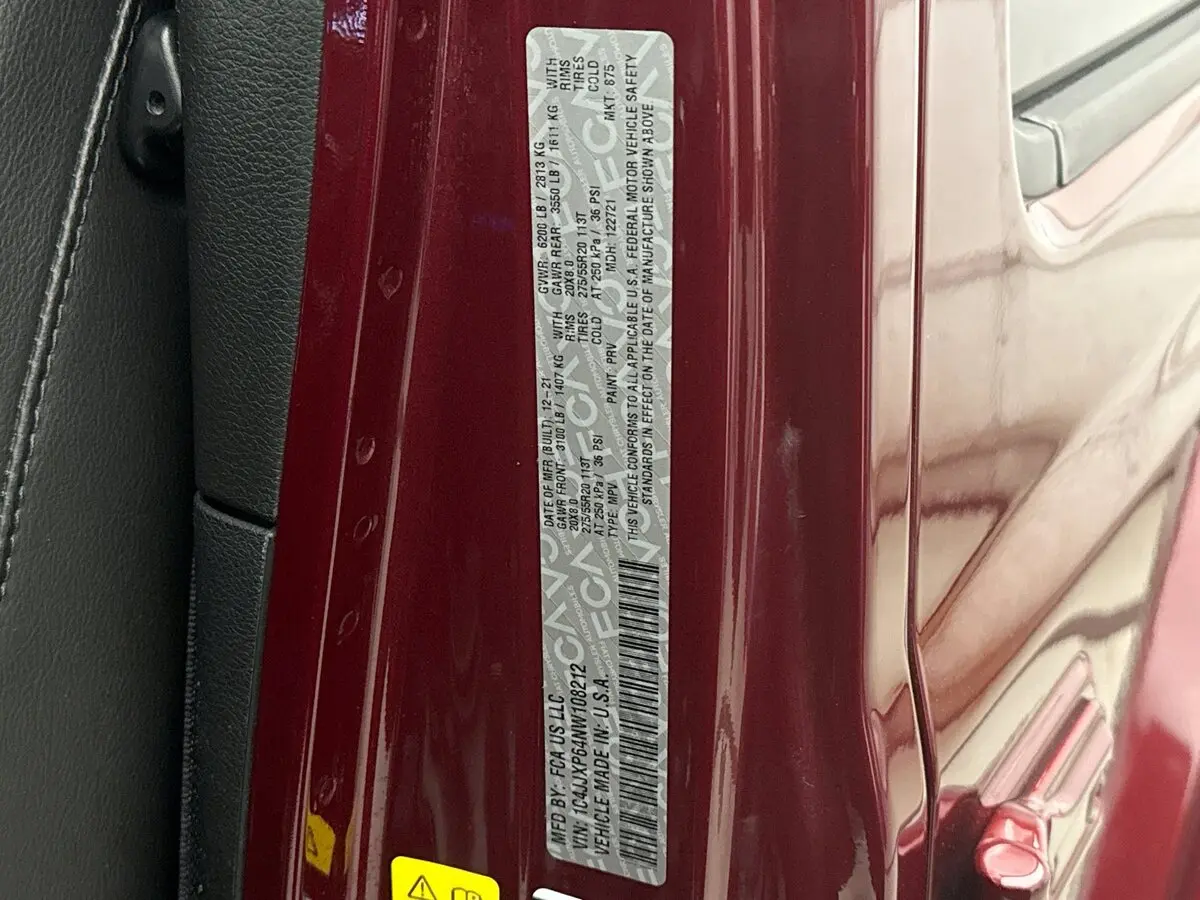 MFD BY: FCA US LLC
VIN: 1C4JJXP64NW108212
VEHICLE MADE IN: U.S.A.
DATE OF MFR (BUILT): 12-21
GVWR: 6200 LB / 2813 KG
GAWR FRONT: 3100 LB / 1407 KG WITH
GAWR REAR: 3550 LB / 1611 KG WITH
20X8.0 RIMS
20X8.0 RIMS
275/55R20 113T TIRES
275/55R20 113T TIRES
AT 250 kPa / 36 PSI COLD
AT 250 kPa / 36 PSI COLD
TYPE: MPV PAINT: PRV MDH: 122721 MKT: 875
THIS VEHICLE CONFORMS TO ALL APPLICABLE U.S.A. FEDERAL MOTOR VEHICLE SAFETY
STANDARDS IN EFFECT ON THE DATE OF MANUFACTURE SHOWN ABOVE.